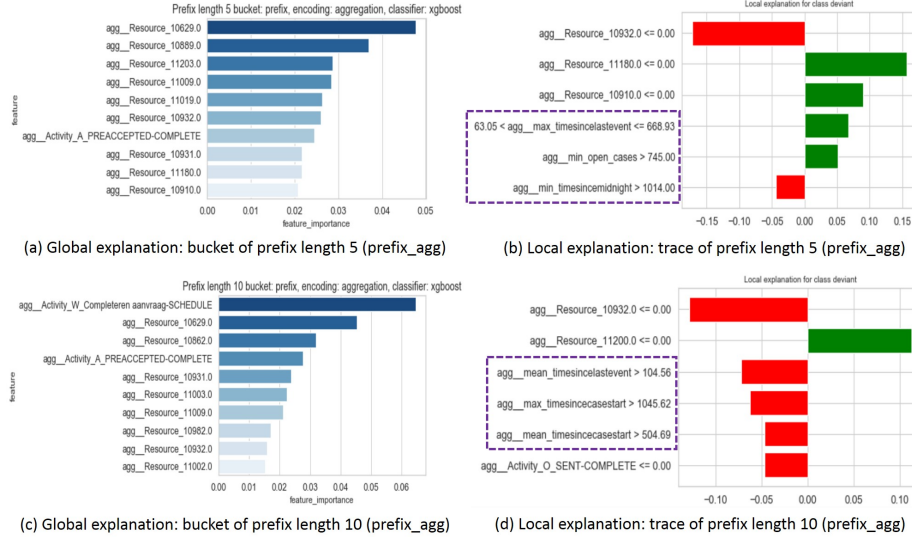 Prefix length 5 bucket: prefix, encoding: aggregation, classifier: xgboost
agg__Resource_10629.0
agg__Resource_10889.0
agg__Resource_11203.0
agg__Resource_11009.0
agg__Resource_11019.0
agg__Resource_10932.0
agg__Activity_A_PREACCEPTED-COMPLETE
agg__Resource_10931.0
agg__Resource_11180.0
agg__Resource_10910.0
feature
0.00 0.01 0.02 0.03 0.04 0.05
feature_importance
(a) Global explanation: bucket of prefix length 5 (prefix_agg)
Local explanation for class deviant
agg__Resource_10932.0 <= 0.00
agg__Resource_11180.0 <= 0.00
agg__Resource_10910.0 <= 0.00
63.05 < agg__max_timesincelastevent <= 668.93
agg__min_open_cases > 745.00
agg__min_timesincemidnight > 1014.00
−0.15 −0.10 −0.05 0.00 0.05 0.10 0.15
(b) Local explanation: trace of prefix length 5 (prefix_agg)
Prefix length 10 bucket: prefix, encoding: aggregation, classifier: xgboost
agg__Activity_W_Completeren aanvraag-SCHEDULE
agg__Resource_10629.0
agg__Resource_10862.0
agg__Activity_A_PREACCEPTED-COMPLETE
agg__Resource_10931.0
agg__Resource_11003.0
agg__Resource_11009.0
agg__Resource_10982.0
agg__Resource_10932.0
agg__Resource_11002.0
feature
0.00 0.01 0.02 0.03 0.04 0.05 0.06
feature_importance
(c) Global explanation: bucket of prefix length 10 (prefix_agg)
Local explanation for class deviant
agg__Resource_10932.0 <= 0.00
agg__Resource_11200.0 <= 0.00
agg__mean_timesincelastevent > 104.56
agg__max_timesincecasestart > 1045.62
agg__mean_timesincecasestart > 504.69
agg__Activity_O_SENT-COMPLETE <= 0.00
−0.10 −0.05 0.00 0.05 0.10
(d) Local explanation: trace of prefix length 10 (prefix_agg)